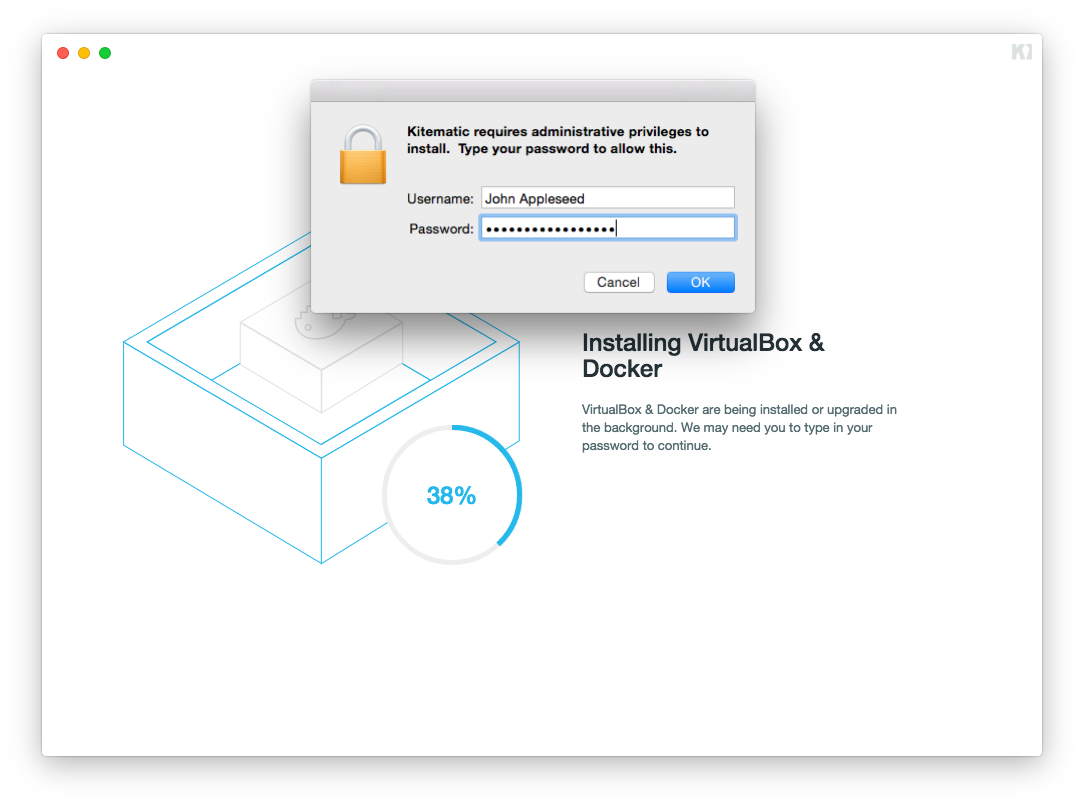 Kitematic requires administrative privileges to
install.  Type your password to allow this.
Username: John Appleseed
Password: •••••••••••••••••
Cancel OK
Installing VirtualBox &
Docker
VirtualBox & Docker are being installed or upgraded in
the background. We may need you to type in your
password to continue.
38%